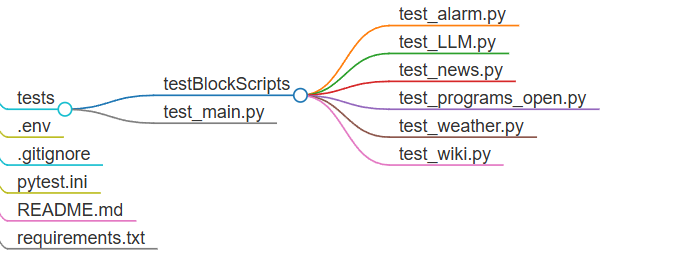 tests
testBlockScripts
test_alarm.py
test_LLM.py
test_news.py
test_programs_open.py
test_weather.py
test_wiki.py
test_main.py
.env
.gitignore
pytest.ini
README.md
requirements.txt